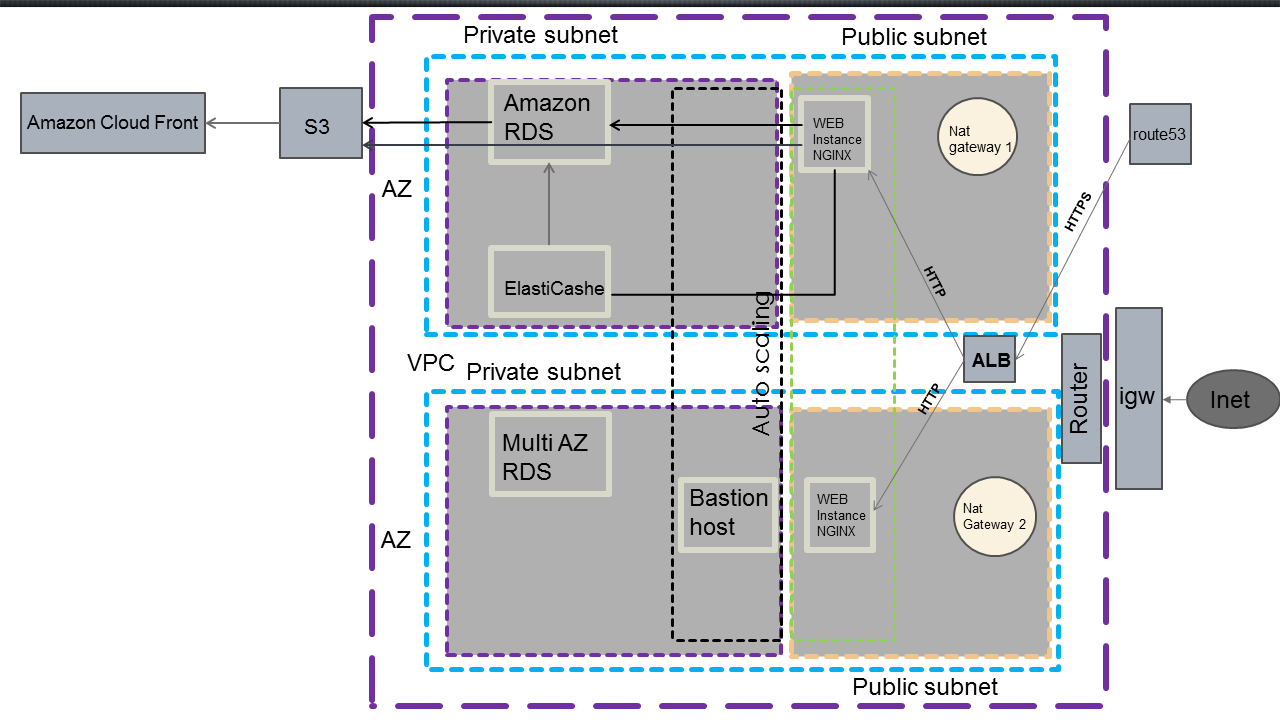 Private subnet
Public subnet
Amazon Cloud Front
S3
Amazon
RDS
WEB
Instance
NGINX
Nat
gateway 1
route53
AZ
HTTPS
HTTP
ElastiCashe
Auto scaling
VPC
Private subnet
ALB
Router
igw
Inet
HTTP
Multi AZ
RDS
Bastion
host
WEB
Instance
NGINX
Nat
Gateway 2
AZ
Public subnet